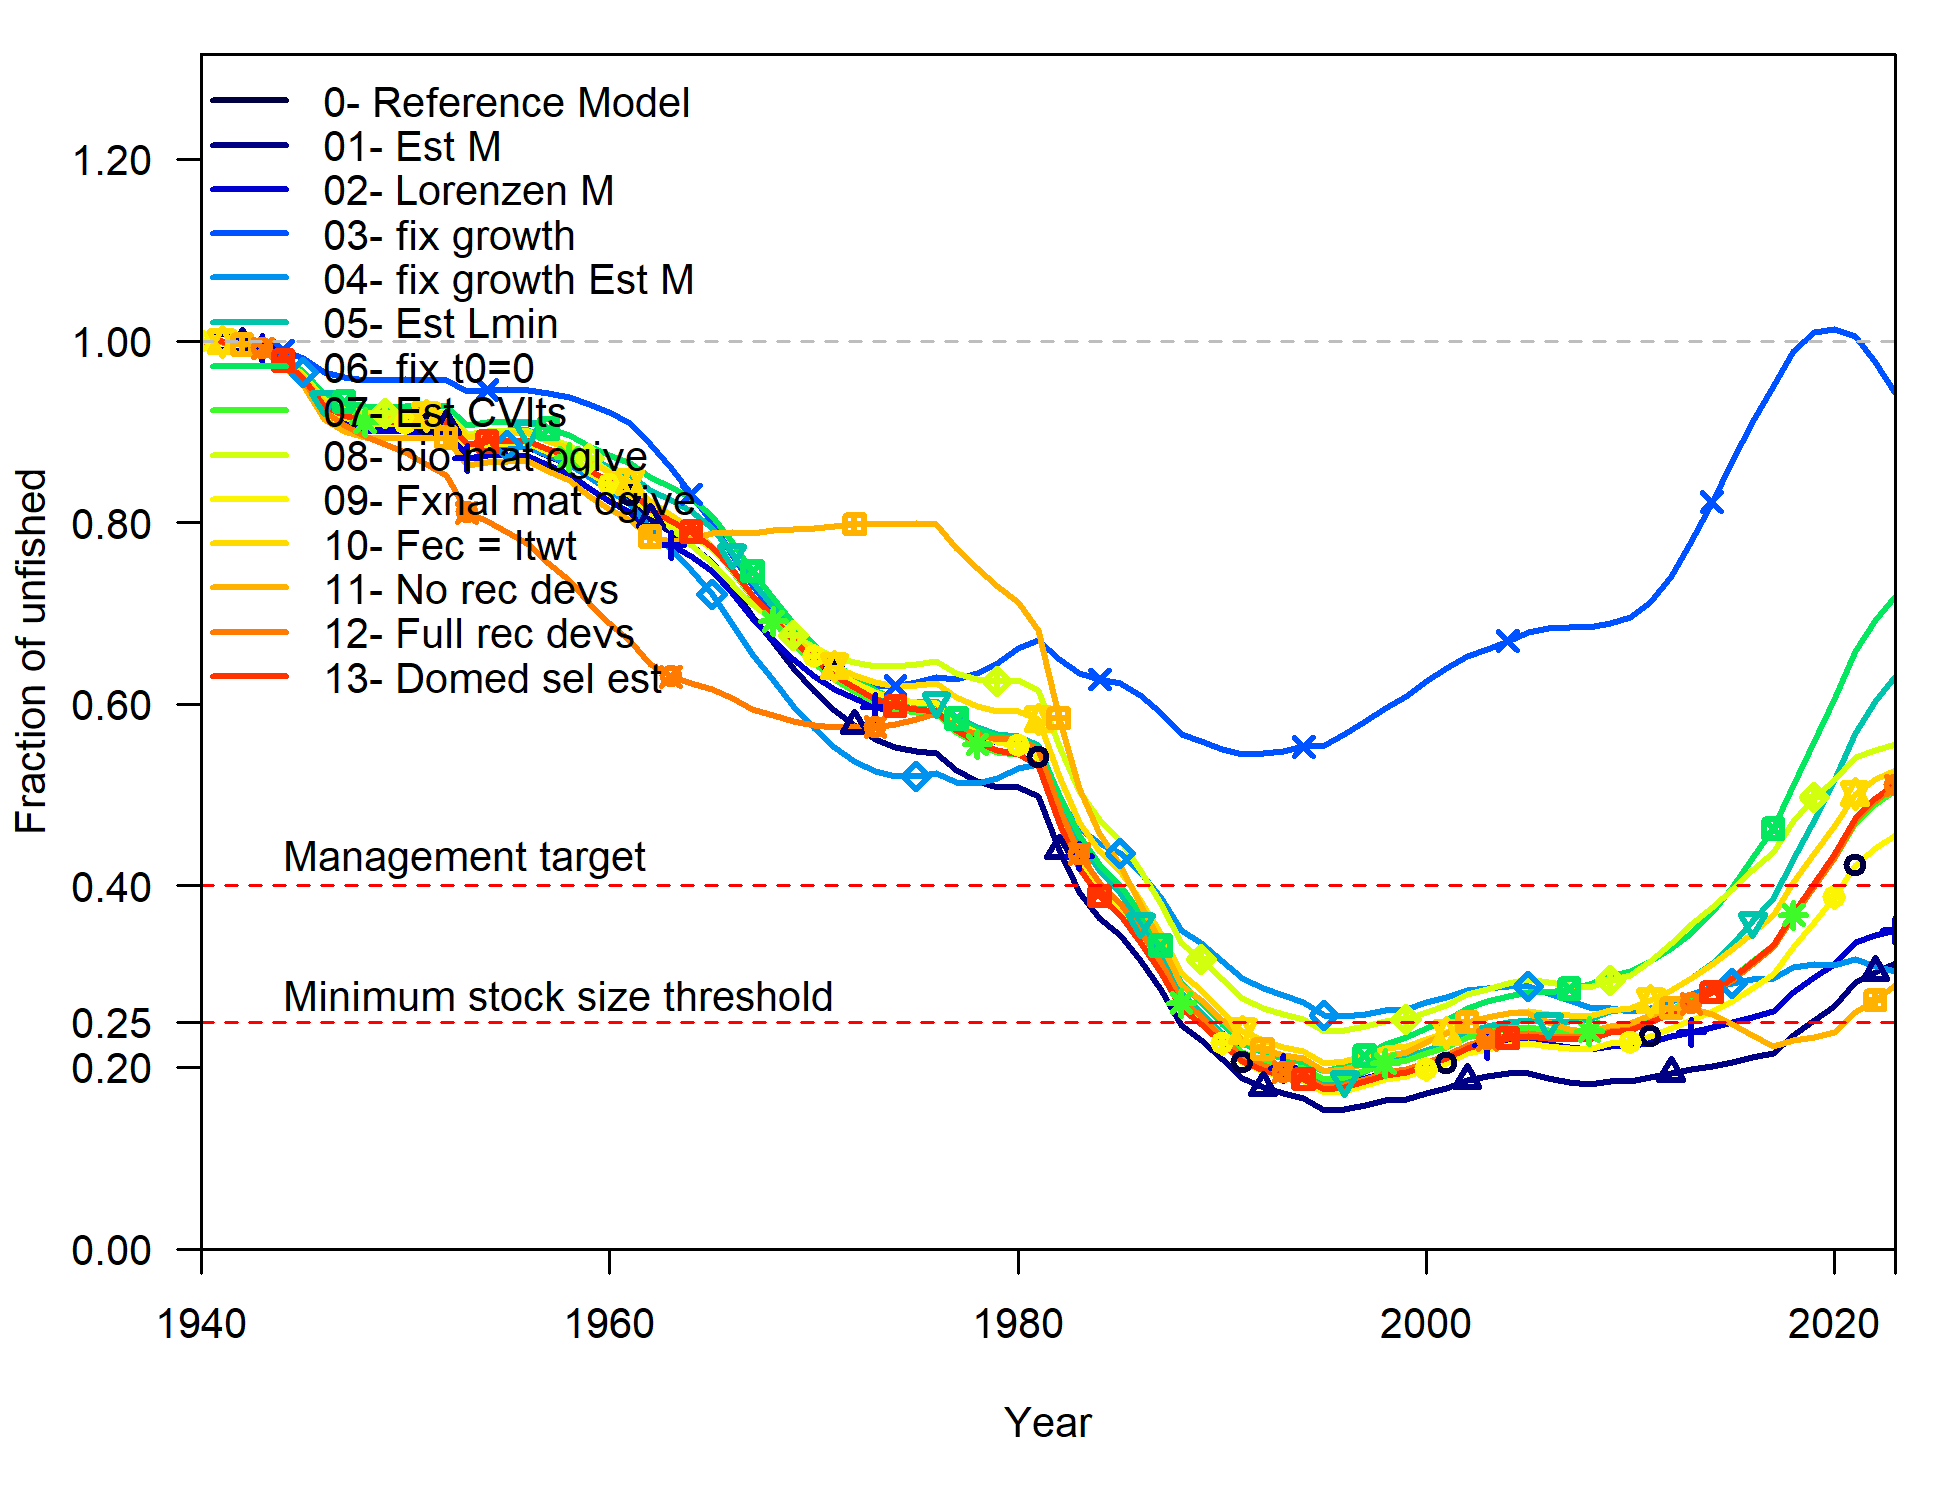 0- Reference Model
01- Est M
02- Lorenzen M
03- fix growth
04- fix growth Est M
05- Est Lmin
06- fix t0=0
07- Est CVlts
08- bio mat ogive
09- Fxnal mat ogive
10- Fec = ltwt
11- No rec devs
12- Full rec devs
13- Domed sel est
Management target
Minimum stock size threshold
1.20
1.00
0.80
0.60
0.40
0.25
0.20
0.00
Fraction of unfished
1940 1960 1980 2000 2020
Year